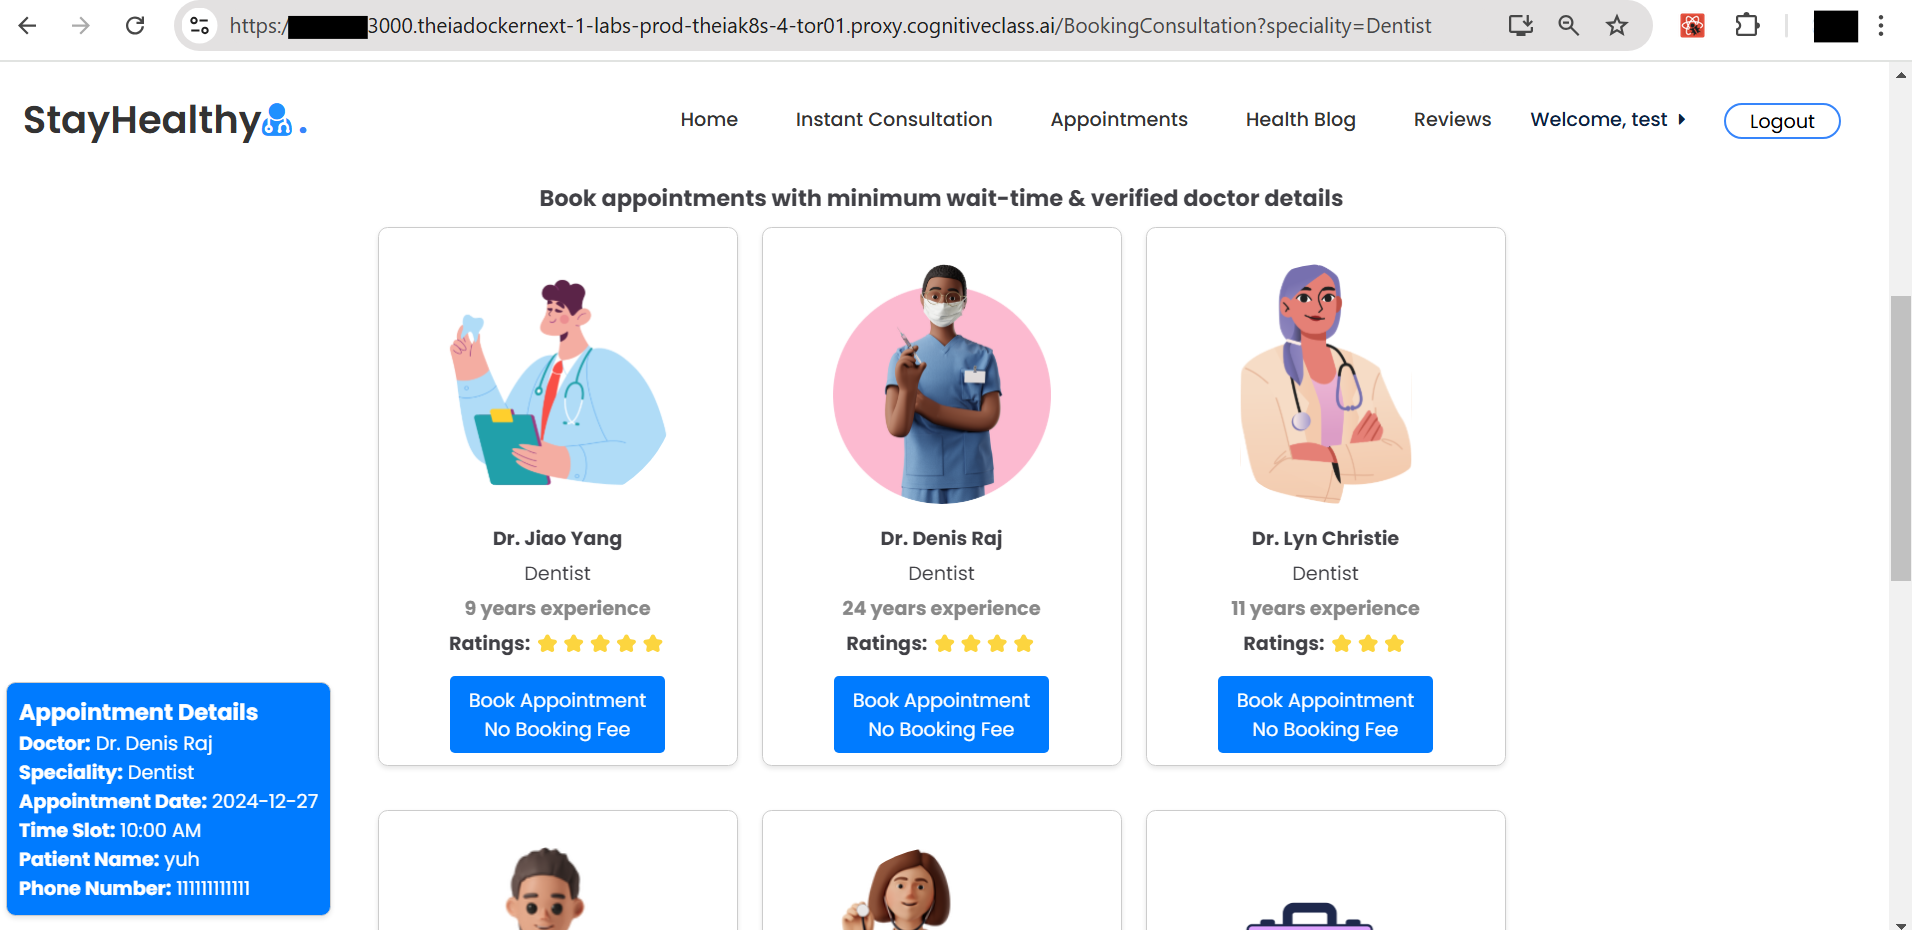 https:/ 3000.theiadockernext-1-labs-prod-theiak8s-4-tor01.proxy.cognitiveclass.ai/BookingConsultation?speciality=Dentist
StayHealthy.
Home Instant Consultation Appointments Health Blog Reviews Welcome, test Logout
Book appointments with minimum wait-time & verified doctor details
Dr. Jiao Yang
Dentist
9 years experience
Ratings:
Book Appointment
No Booking Fee
Dr. Denis Raj
Dentist
24 years experience
Ratings:
Book Appointment
No Booking Fee
Dr. Lyn Christie
Dentist
11 years experience
Ratings:
Book Appointment
No Booking Fee
Appointment Details
Doctor: Dr. Denis Raj
Speciality: Dentist
Appointment Date: 2024-12-27
Time Slot: 10:00 AM
Patient Name: yuh
Phone Number: 111111111111